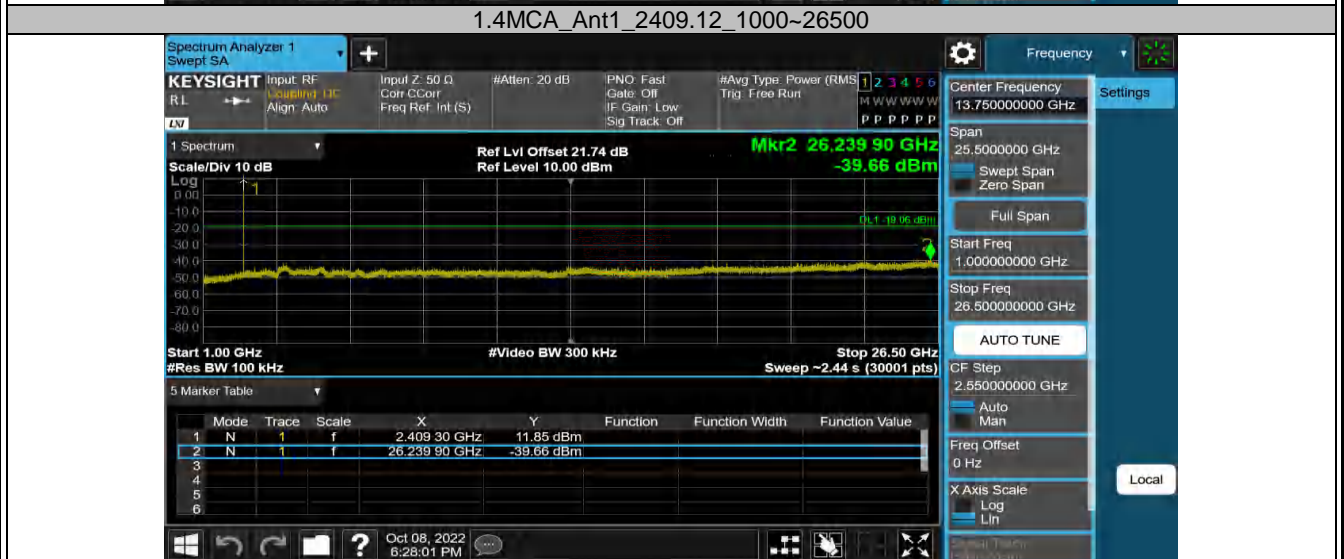 1.4MCA_Ant1_2409.12_1000~26500
Spectrum Analyzer 1
Swept SA
+
Frequency
KEYSIGHT
RL
LXI
Input: RF
Coupling: DC
Align: Auto
Input Z: 50 Ω
Corr CCorr
Freq Ref: Int (S)
#Atten: 20 dB
PNO: Fast
Gate: Off
IF Gain: Low
Sig Track: Off
#Avg Type: Power (RMS
Trig: Free Run
1 2 3 4 5 6
M W W W W W
P P P P P P
Center Frequency
13.750000000 GHz
Settings
Span
25.5000000 GHz
Swept Span
Zero Span
Full Span
Start Freq
1.000000000 GHz
Stop Freq
26.500000000 GHz
AUTO TUNE
CF Step
2.550000000 GHz
Auto
Man
Freq Offset
0 Hz
X Axis Scale
Log
Lin
Local
1 Spectrum
Scale/Div 10 dB
Ref Lvl Offset 21.74 dB
Ref Level 10.00 dBm
Mkr2 26.239 90 GHz
-39.66 dBm
Log
1
0.00
-10.0
DL1 -18.06 dBm
-20.0
-30.0
2
-40.0
-50.0
-60.0
-70.0
-80.0
Start 1.00 GHz
#Video BW 300 kHz
Stop 26.50 GHz
#Res BW 100 kHz
Sweep ~2.44 s (30001 pts)
5 Marker Table
Mode Trace Scale X Y Function Function Width Function Value
1 N 1 f 2.409 30 GHz 11.85 dBm
2 N 1 f 26.239 90 GHz -39.66 dBm
3
4
5
6
?
Oct 08, 2022
6:28:01 PM